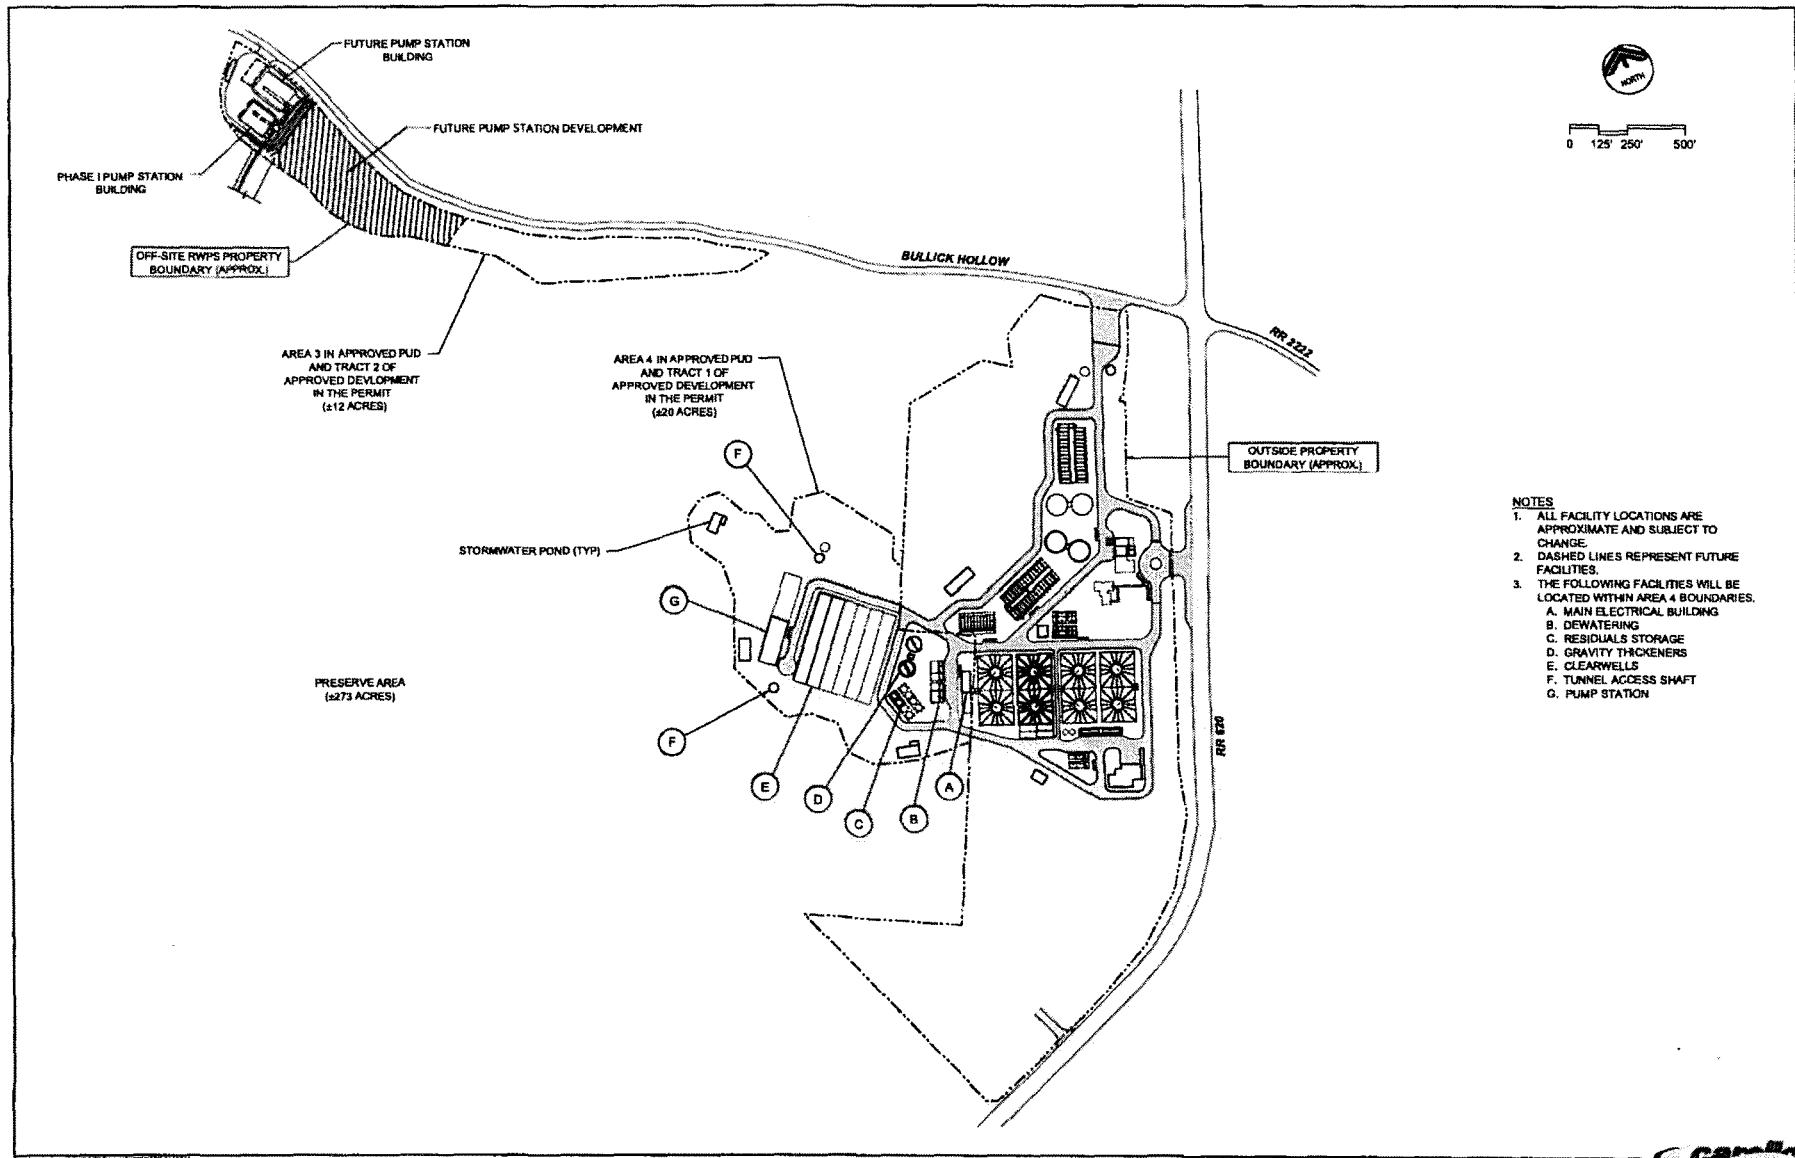 FUTURE PUMP STATION
BUILDING
NORTH
FUTURE PUMP STATION DEVELOPMENT
0 125' 250' 500'
PHASE I PUMP STATION
BUILDING
OFF-SITE RWPS PROPERTY
BOUNDARY (APPROX.)
BULLICK HOLLOW
RR 2222
AREA 3 IN APPROVED PUD
AND TRACT 2 OF
APPROVED DEVLOPMENT
IN THE PERMIT
(±12 ACRES)
AREA 4 IN APPROVED PUD
AND TRACT 1 OF
APPROVED DEVELOPMENT
IN THE PERMIT
(±20 ACRES)
F
OUTSIDE PROPERTY
BOUNDARY (APPROX.)
STORMWATER POND (TYP)
G
PRESERVE AREA
(±273 ACRES)
F
E
D
C
B
A
RR 620
NOTES
1. ALL FACILITY LOCATIONS ARE
APPROXIMATE AND SUBJECT TO
CHANGE.
2. DASHED LINES REPRESENT FUTURE
FACILITIES.
3. THE FOLLOWING FACILITIES WILL BE
LOCATED WITHIN AREA 4 BOUNDARIES.
A. MAIN ELECTRICAL BUILDING
B. DEWATERING
C. RESIDUALS STORAGE
D. GRAVITY THICKENERS
E. CLEARWELLS
F. TUNNEL ACCESS SHAFT
G. PUMP STATION